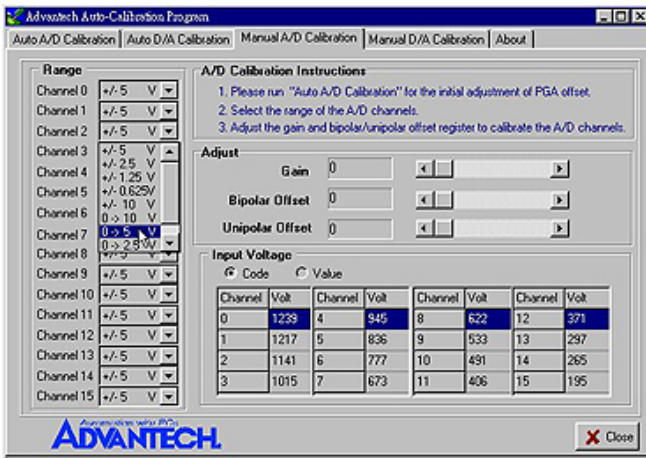 Advantech Auto-Calibration Program
Auto A/D Calibration Auto D/A Calibration Manual A/D Calibration Manual D/A Calibration About
Range
Channel 0 +/- 5 V
Channel 1 +/- 5 V
Channel 2 +/- 5 V
Channel 3 +/- 5 V
+/- 2.5 V
Channel 4 +/- 1.25 V
Channel 5 +/- 0.625V
+/- 10 V
Channel 6 0 -> 10 V
Channel 7 0 -> 5 V
0 -> 2.5 V
Channel 8
Channel 9 +/- 5 V
Channel 10 +/- 5 V
Channel 11 +/- 5 V
Channel 12 +/- 5 V
Channel 13 +/- 5 V
Channel 14 +/- 5 V
Channel 15 +/- 5 V
A/D Calibration Instructions
1. Please run "Auto A/D Calibration" for the initial adjustment of PGA offset.
2. Select the range of the A/D channels.
3. Adjust the gain and bipolar/unipolar offset register to calibrate the A/D channels.
Adjust
Gain 0
Bipolar Offset 0
Unipolar Offset 0
Input Voltage
Code Value
Channel Volt Channel Volt Channel Volt Channel Volt
0 1239 4 945 8 622 12 371
1 1217 5 836 9 533 13 297
2 1141 6 777 10 491 14 265
3 1015 7 673 11 406 15 195
ADVANTECH.
Close